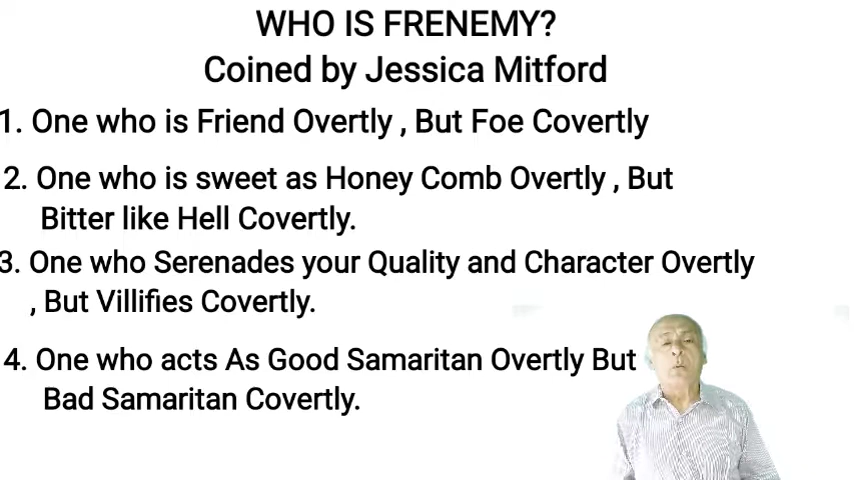 WHO IS FRENEMY?
Coined by Jessica Mitford
1. One who is Friend Overtly , But Foe Covertly
2. One who is sweet as Honey Comb Overtly , But
Bitter like Hell Covertly.
3. One who Serenades your Quality and Character Overtly
, But Villifies Covertly.
4. One who acts As Good Samaritan Overtly But
Bad Samaritan Covertly.